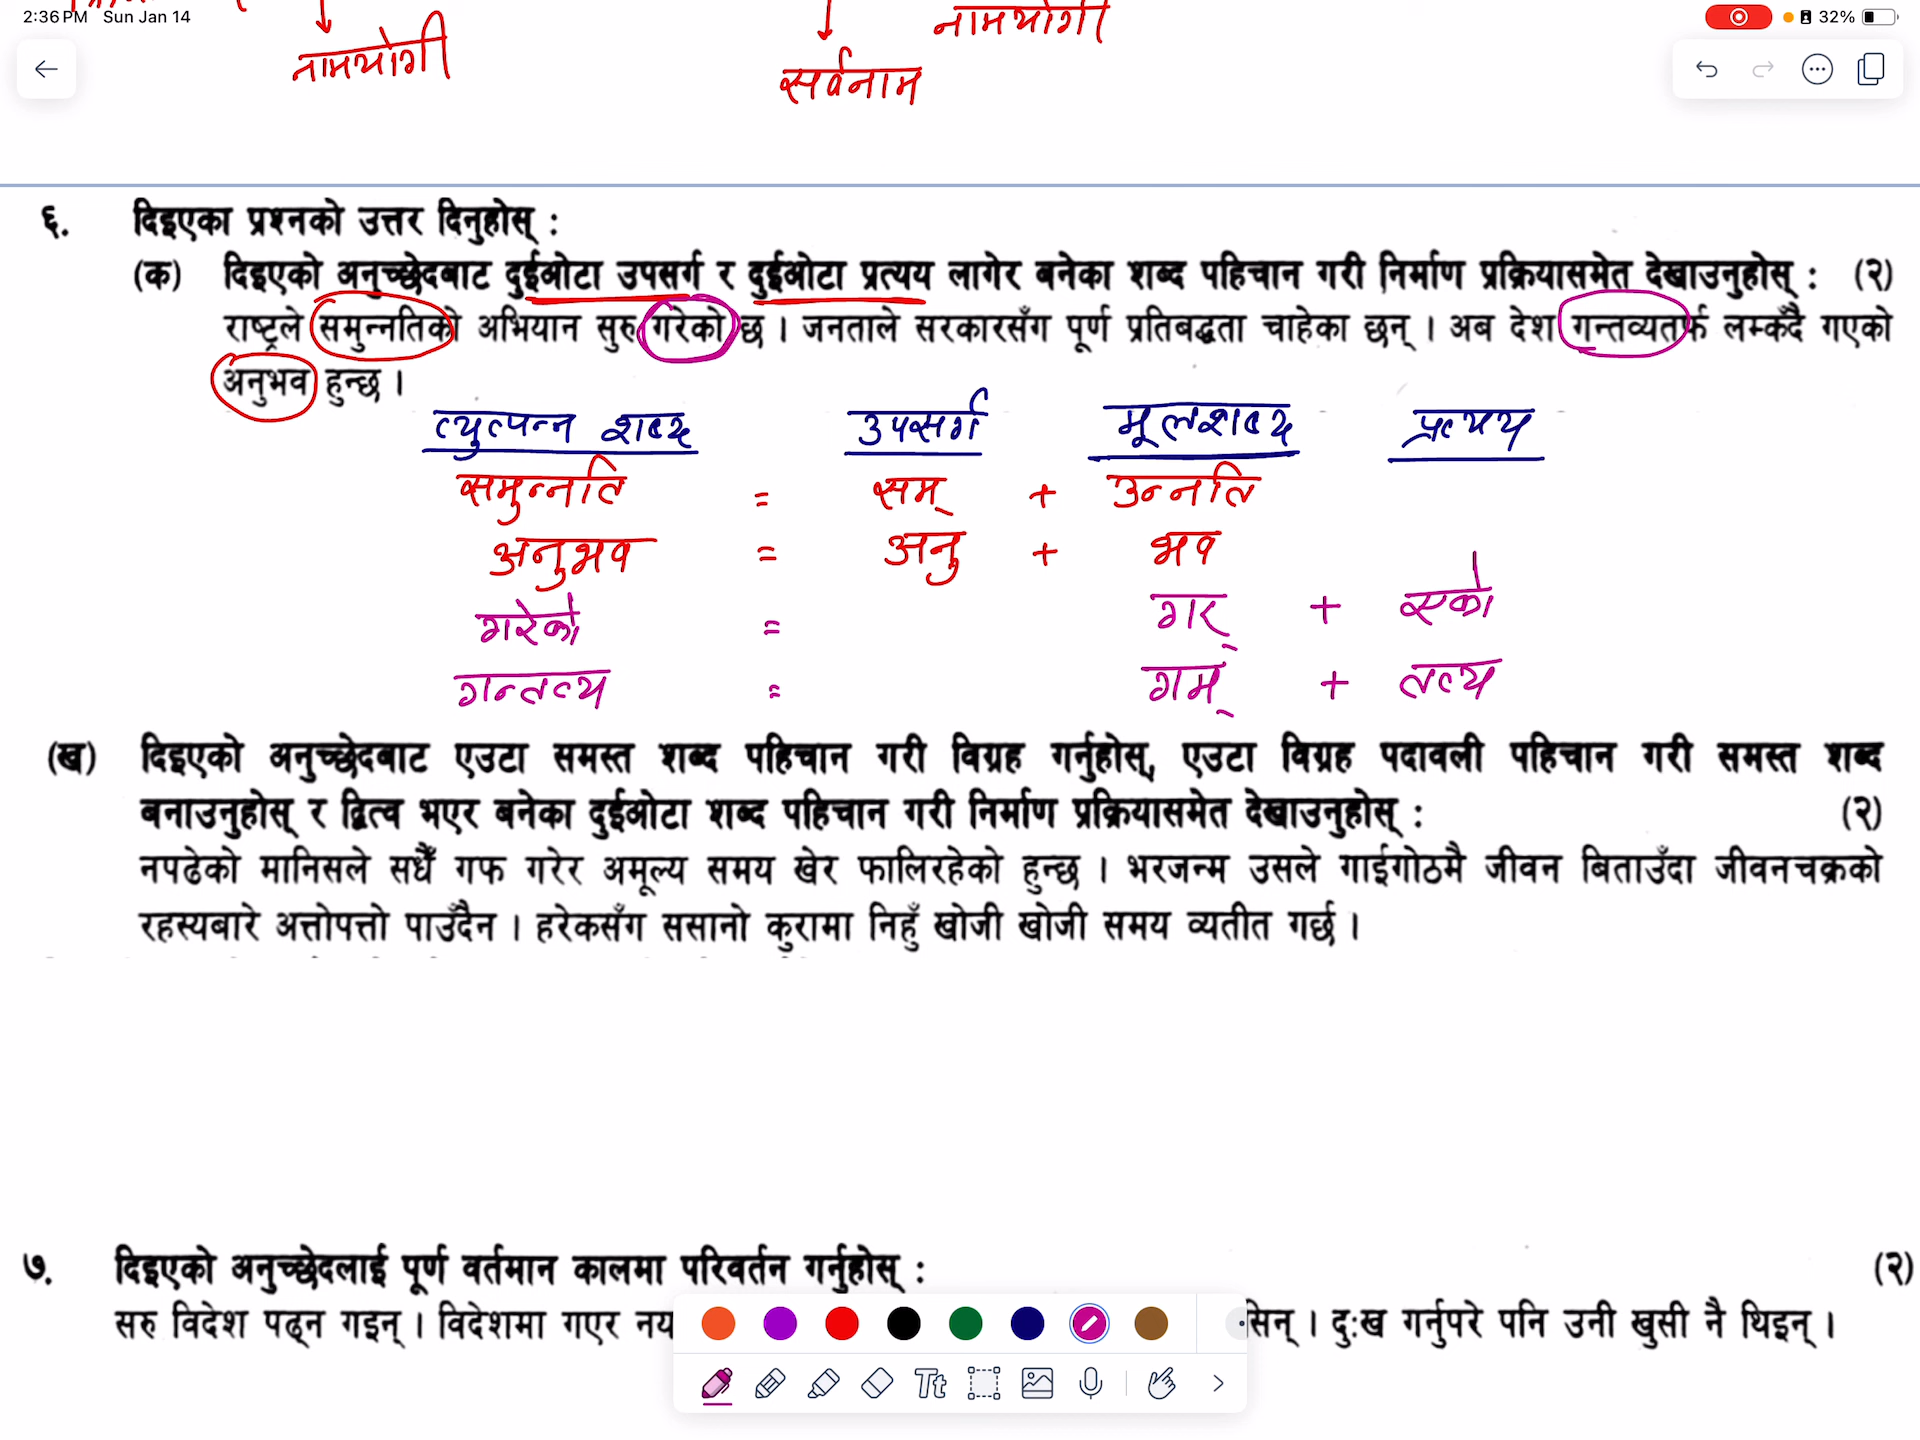 2:36 PM Sun Jan 14
32%
नामयोगी
सर्वनाम
नामयोगी
६. दिइएका प्रश्नको उत्तर दिनुहोस् :
(क) दिइएको अनुच्छेदबाट दुईओटा उपसर्ग र दुईओटा प्रत्यय लागेर बनेका शब्द पहिचान गरी निर्माण प्रक्रियासमेत देखाउनुहोस् : (२)
राष्ट्रले समुन्नतिको अभियान सुरु गरेको छ । जनताले सरकारसँग पूर्ण प्रतिबद्धता चाहेका छन् । अब देश गन्तव्यतर्फ लम्कँदै गएको
अनुभव हुन्छ ।
व्युत्पन्न शब्द उपसर्ग मूलशब्द प्रत्यय
समुन्नति = सम् + उन्नति
अनुभव = अनु + भव
गरेको = गर् + एको
गन्तव्य = गम् + तव्य
(ख) दिइएको अनुच्छेदबाट एउटा समस्त शब्द पहिचान गरी विग्रह गर्नुहोस्, एउटा विग्रह पदावली पहिचान गरी समस्त शब्द
बनाउनुहोस् र द्वित्व भएर बनेका दुईओटा शब्द पहिचान गरी निर्माण प्रक्रियासमेत देखाउनुहोस् : (२)
नपढेको मानिसले सधैँ गफ गरेर अमूल्य समय खेर फालिरहेको हुन्छ । भरजन्म उसले गाईगोठमै जीवन बिताउँदा जीवनचक्रको
रहस्यबारे अत्तोपत्तो पाउँदैन । हरेकसँग ससानो कुरामा निहुँ खोजी खोजी समय व्यतीत गर्छ ।
७. दिइएको अनुच्छेदलाई पूर्ण वर्तमान कालमा परिवर्तन गर्नुहोस् : (२)
सरु विदेश पढ्न गइन् । विदेशमा गएर नय सिन् । दुःख गर्नुपरे पनि उनी खुसी नै थिइन् ।
Tt